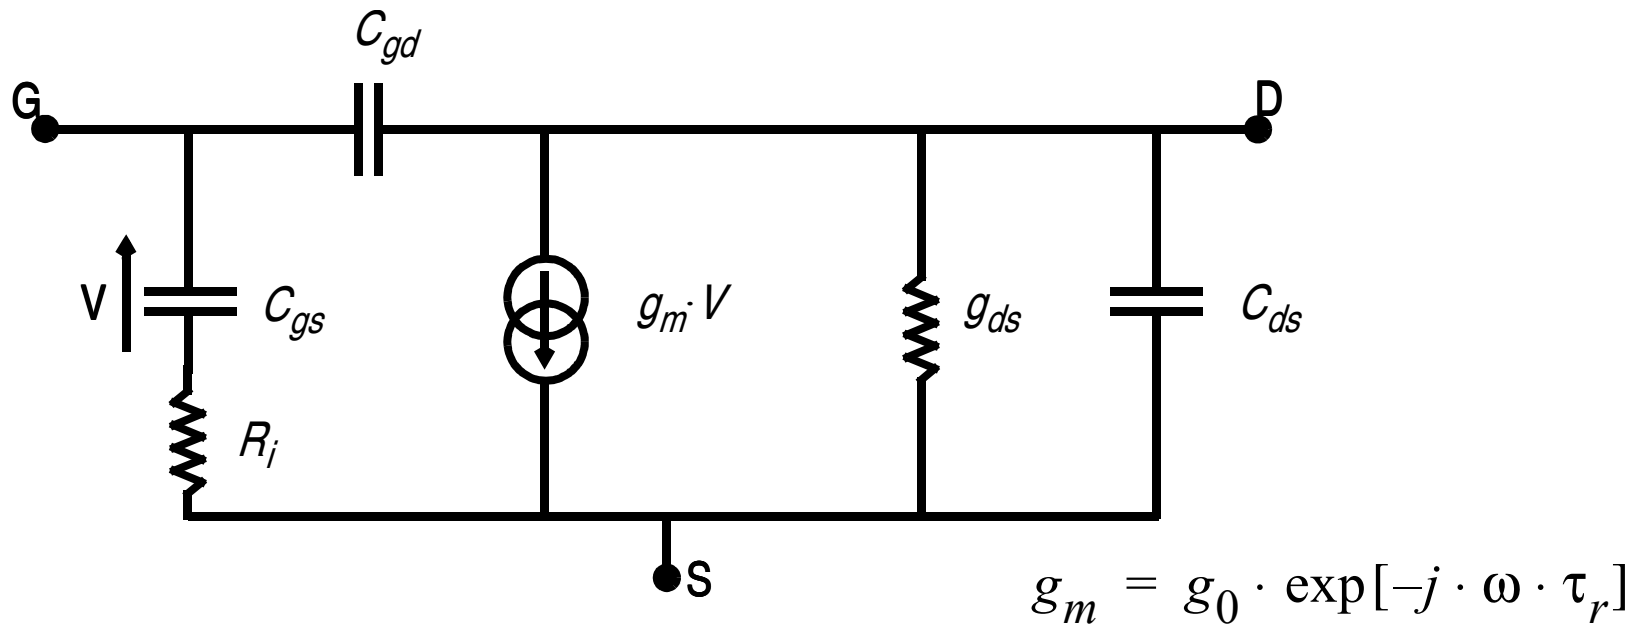 C_gd
G
D
V
C_gs
g_m · V
g_ds
C_ds
R_i
S
g_m = g_0 · exp[–j · ω · τ_r]